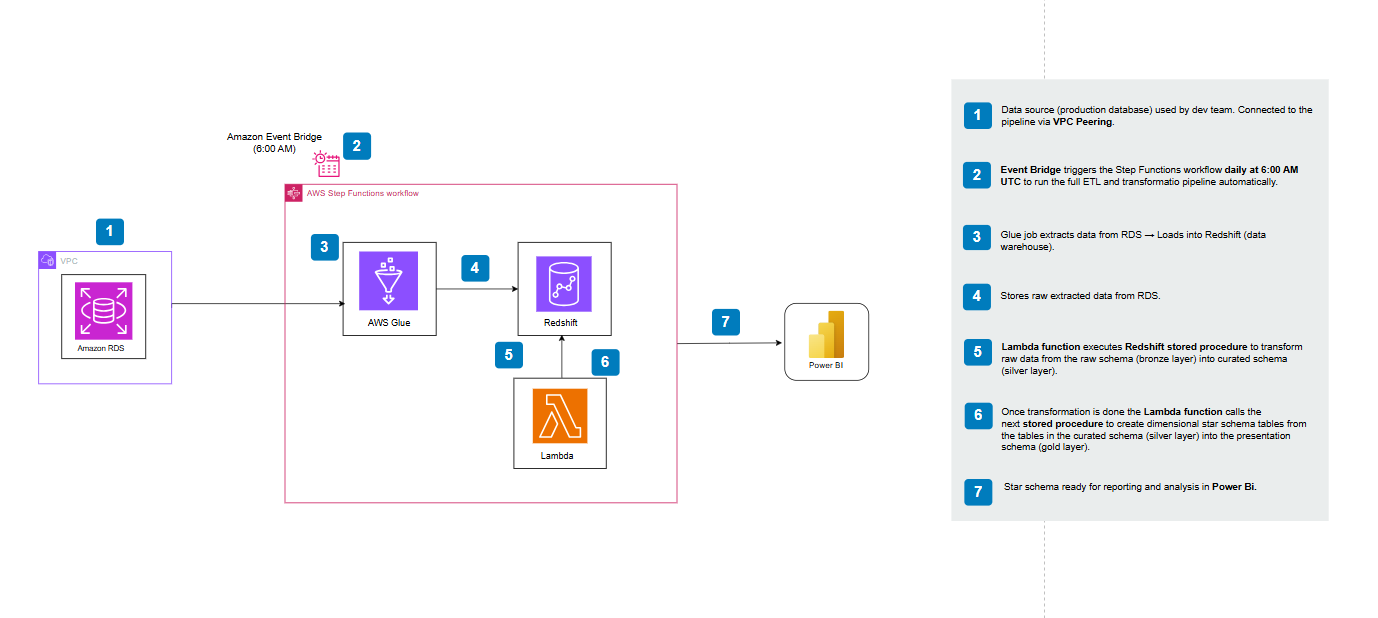 Amazon Event Bridge
(6:00 AM)
2
AWS Step Functions workflow
1
VPC
Amazon RDS
3
AWS Glue
4
Redshift
5
6
Lambda
7
Power BI
1
Data source (production database) used by dev team. Connected to the
pipeline via VPC Peering.
2
Event Bridge triggers the Step Functions workflow daily at 6:00 AM
UTC to run the full ETL and transformatio pipeline automatically.
3
Glue job extracts data from RDS → Loads into Redshift (data
warehouse).
4
Stores raw extracted data from RDS.
5
Lambda function executes Redshift stored procedure to transform
raw data from the raw schema (bronze layer) into curated schema
(silver layer).
6
Once transformation is done the Lambda function calls the
next stored procedure to create dimensional star schema tables from
the tables in the curated schema (silver layer) into the presentation
schema (gold layer).
7
Star schema ready for reporting and analysis in Power Bi.